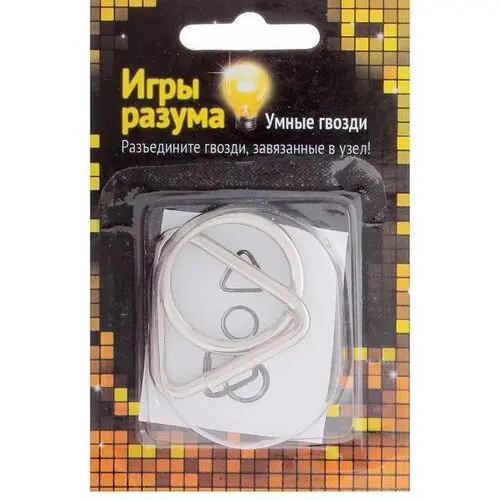 Игры
разума
Умные гвозди
Разъедините гвозди, завязанные в узел!